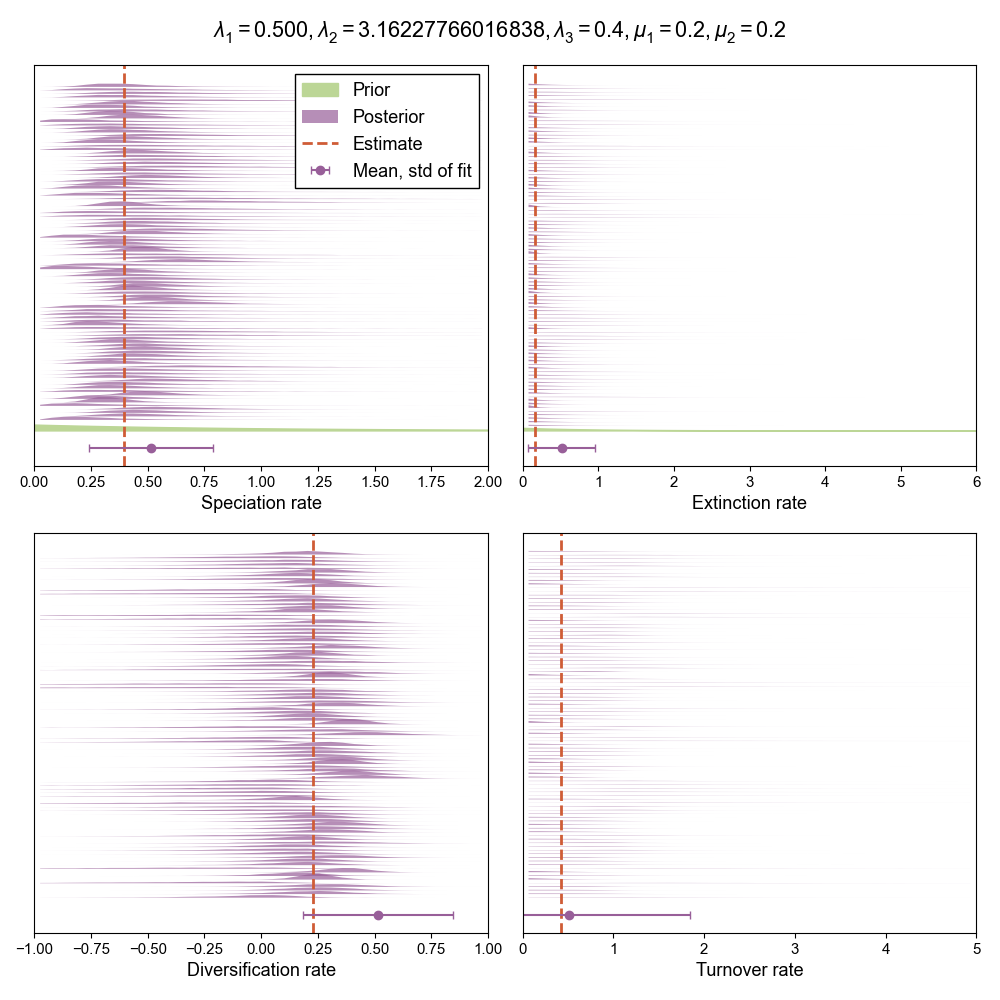 λ₁ = 0.500, λ₂ = 3.16227766016838, λ₃ = 0.4, μ₁ = 0.2, μ₂ = 0.2
Prior
Posterior
Estimate
Mean, std of fit
0.00 0.25 0.50 0.75 1.00 1.25 1.50 1.75 2.00
Speciation rate
0 1 2 3 4 5 6
Extinction rate
−1.00 −0.75 −0.50 −0.25 0.00 0.25 0.50 0.75 1.00
Diversification rate
0 1 2 3 4 5
Turnover rate